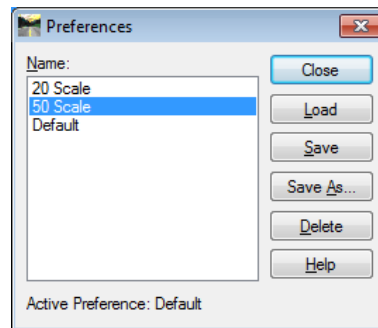 Preferences
Name:
20 Scale
50 Scale
Default
Close
Load
Save
Save As...
Delete
Help
Active Preference: Default